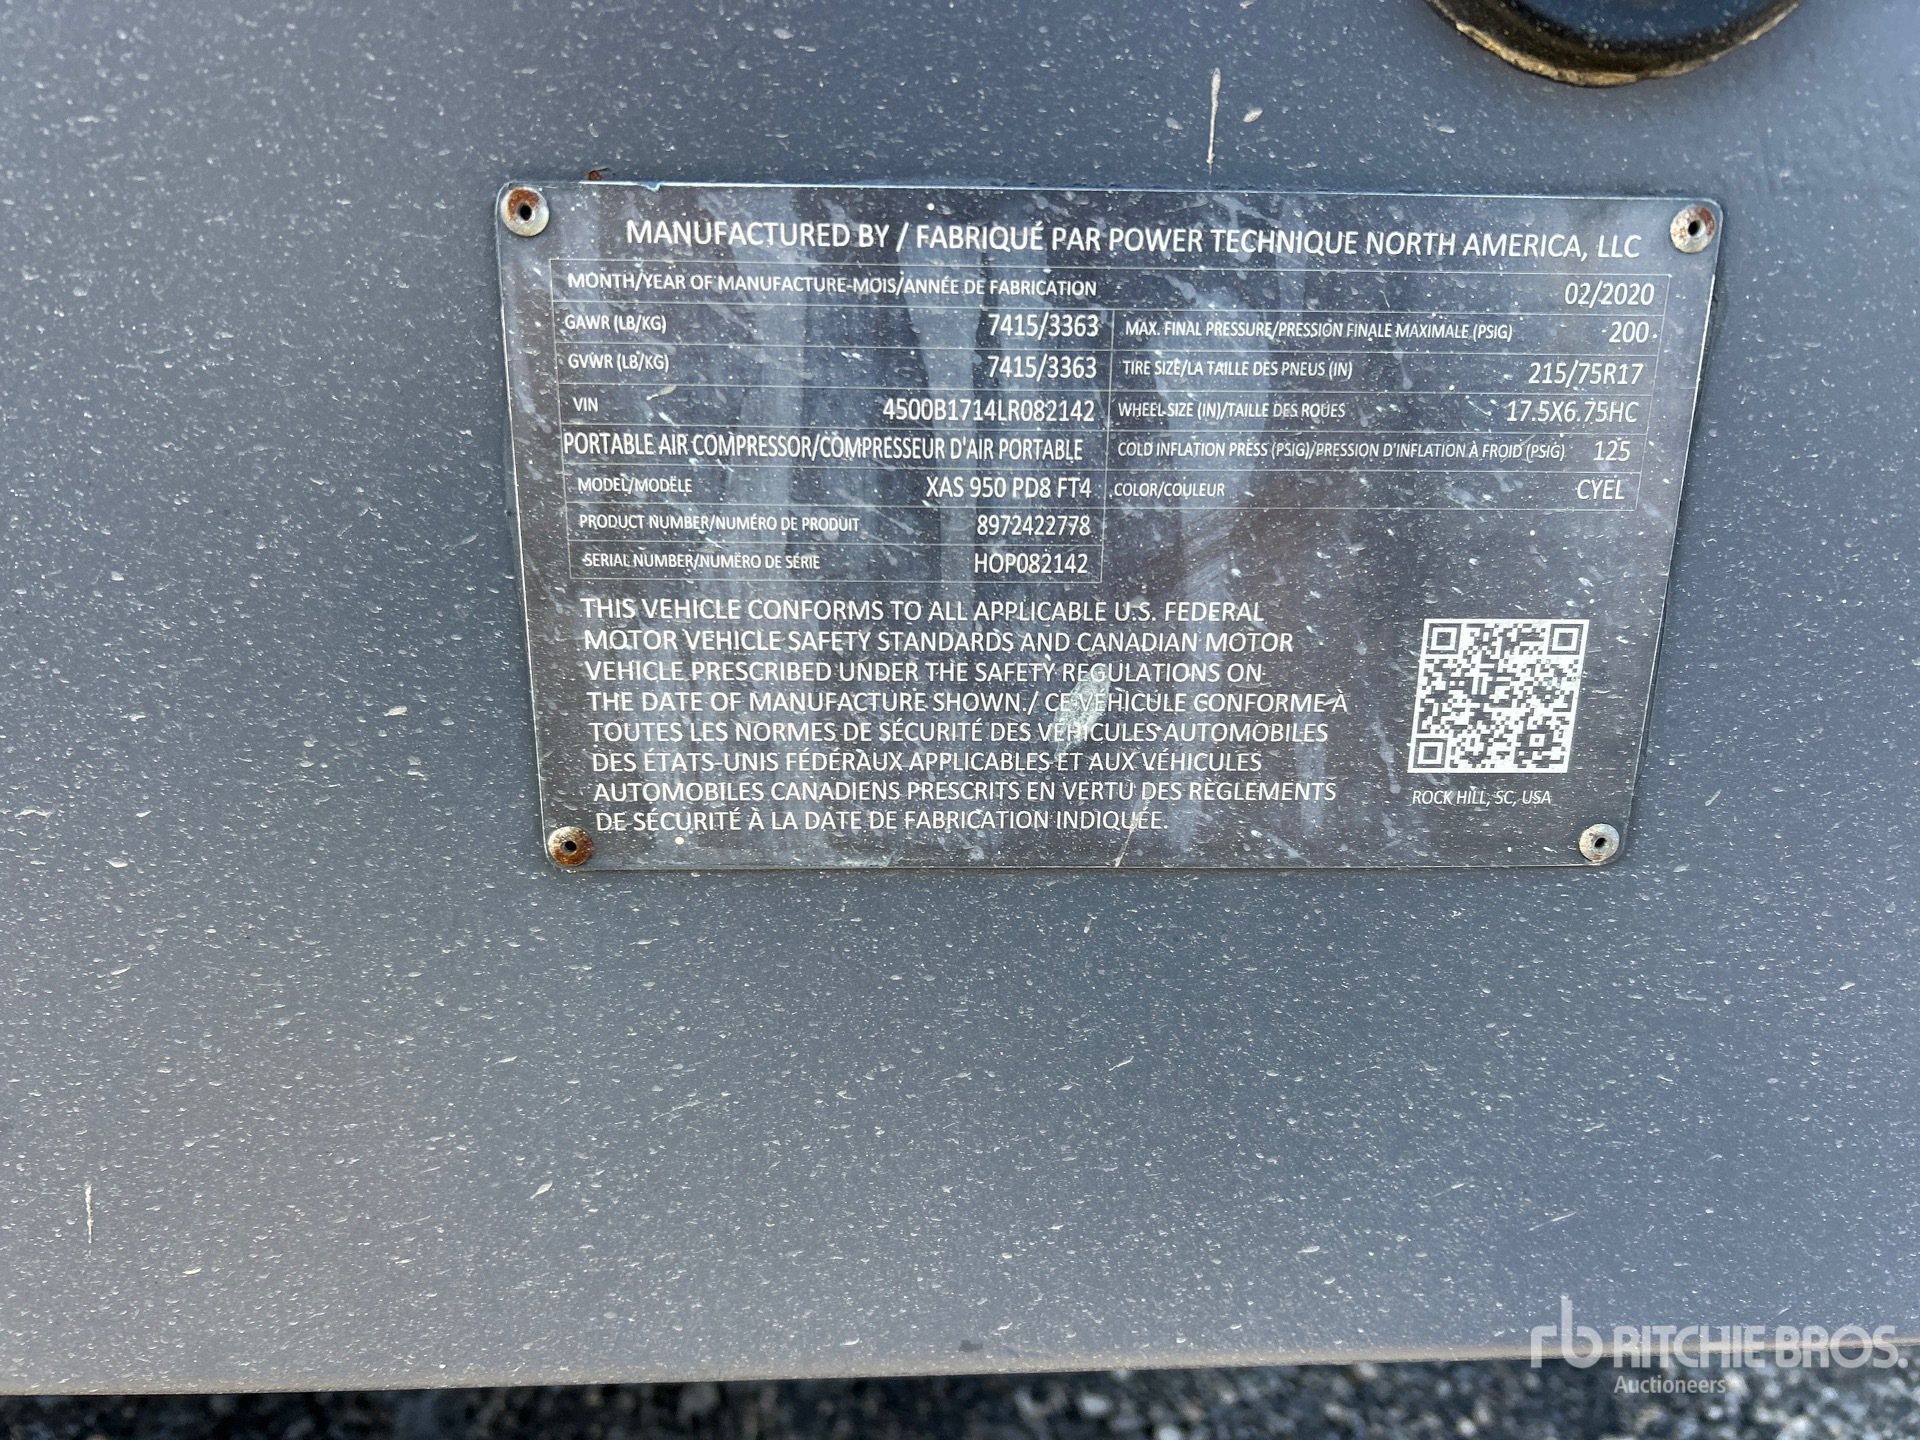 MANUFACTURED BY / FABRIQUÉ PAR POWER TECHNIQUE NORTH AMERICA, LLC
MONTH/YEAR OF MANUFACTURE-MOIS/ANNÉE DE FABRICATION 02/2020
GAWR (LB/KG) 7415/3363 MAX. FINAL PRESSURE/PRESSION FINALE MAXIMALE (PSIG) 200
GVWR (LB/KG) 7415/3363 TIRE SIZE/LA TAILLE DES PNEUS (IN) 215/75R17
VIN 4500B1714LR082142 WHEEL SIZE (IN)/TAILLE DES ROUES 17.5X6.75HC
PORTABLE AIR COMPRESSOR/COMPRESSEUR D'AIR PORTABLE COLD INFLATION PRESS (PSIG)/PRESSION D'INFLATION À FROID (PSIG) 125
MODEL/MODÈLE XAS 950 PD8 FT4 COLOR/COULEUR CYEL
PRODUCT NUMBER/NUMÉRO DE PRODUIT 8972422778
SERIAL NUMBER/NUMÉRO DE SÉRIE HOP082142
THIS VEHICLE CONFORMS TO ALL APPLICABLE U.S. FEDERAL
MOTOR VEHICLE SAFETY STANDARDS AND CANADIAN MOTOR
VEHICLE PRESCRIBED UNDER THE SAFETY REGULATIONS ON
THE DATE OF MANUFACTURE SHOWN./ CE VÉHICULE CONFORME À
TOUTES LES NORMES DE SÉCURITÉ DES VÉHICULES AUTOMOBILES
DES ÉTATS-UNIS FÉDÉRAUX APPLICABLES ET AUX VÉHICULES
AUTOMOBILES CANADIENS PRESCRITS EN VERTU DES RÈGLEMENTS
DE SÉCURITÉ À LA DATE DE FABRICATION INDIQUÉE.
ROCK HILL, SC, USA
rb RITCHIE BROS.
Auctioneers